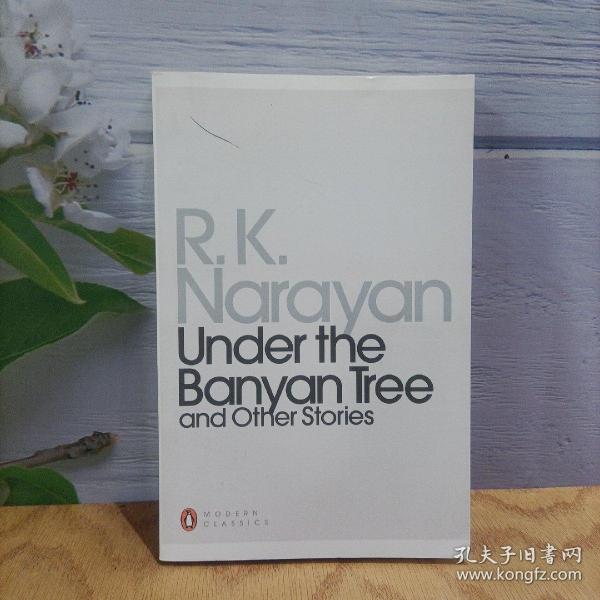 R.K.
Narayan
Under the
Banyan Tree
and Other Stories
MODERN
CLASSICS
孔夫子旧书网
www.kongfz.com